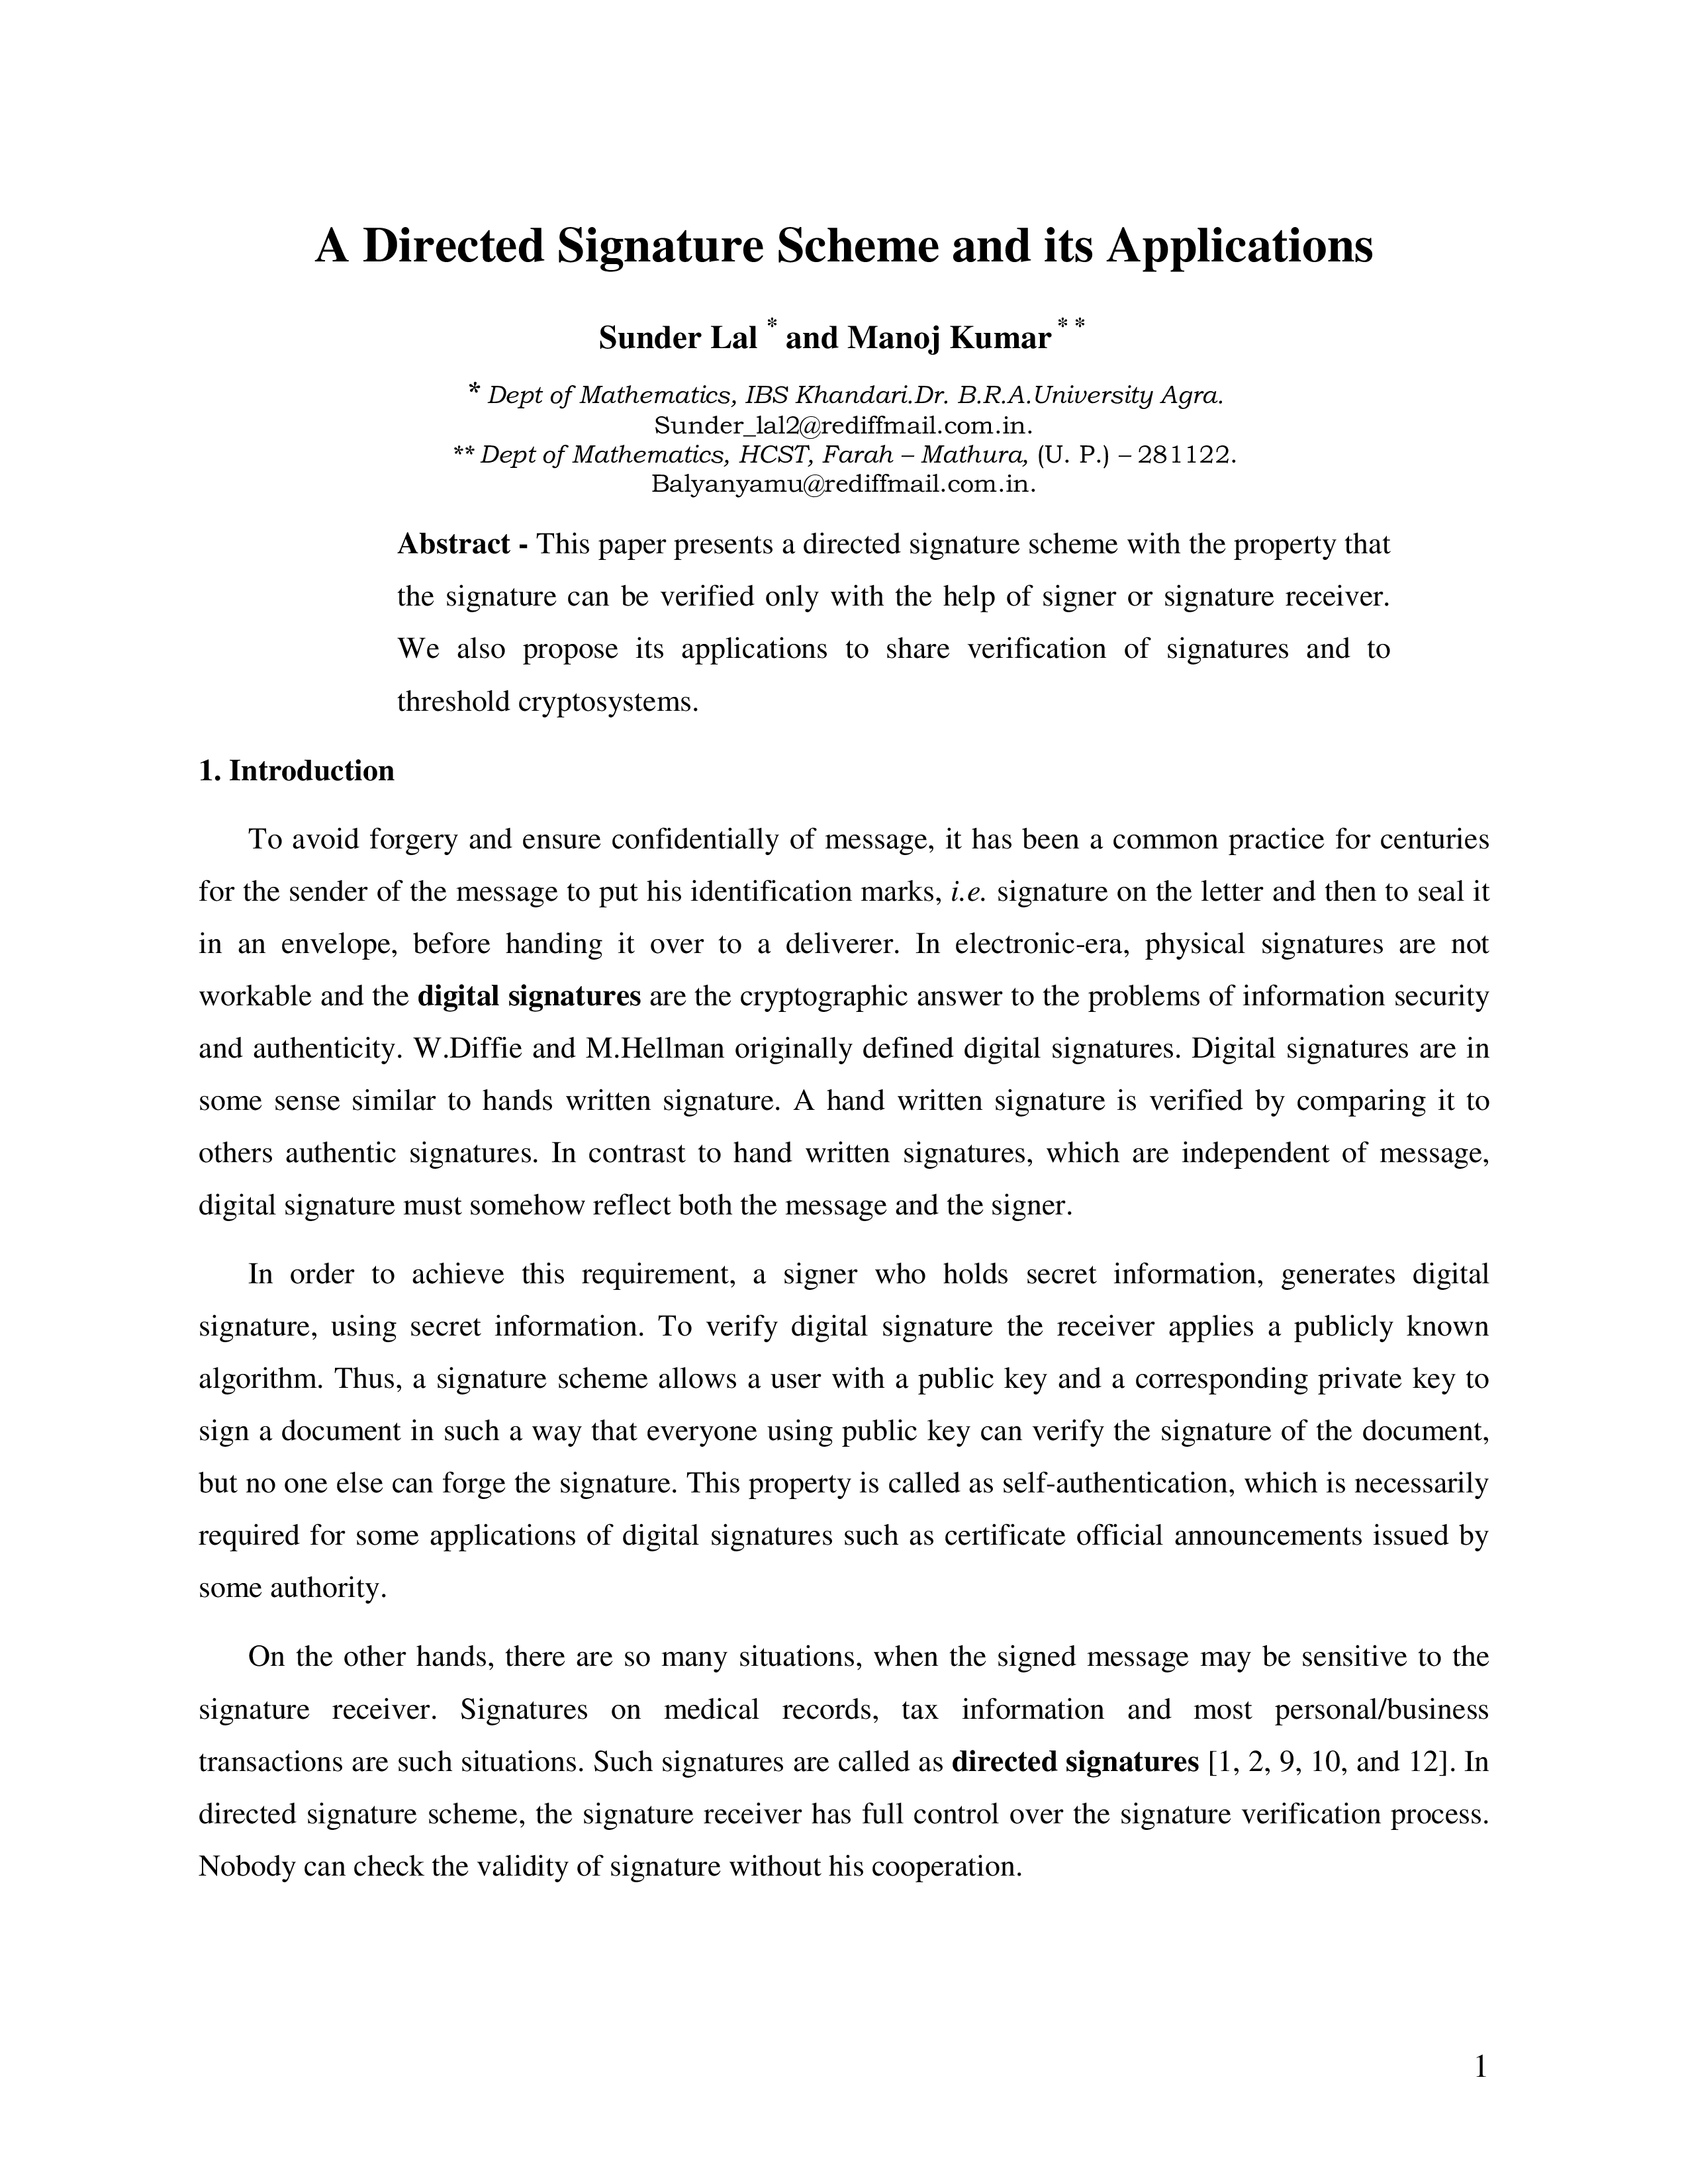 A Directed Signature Scheme and its Applications
Sunder Lal * and Manoj Kumar * *
* Dept of Mathematics, IBS Khandari.Dr. B.R.A.University Agra.
Sunder_lal2@rediffmail.com.in.
** Dept of Mathematics, HCST, Farah – Mathura, (U. P.) – 281122.
Balyanyamu@rediffmail.com.in.
Abstract - This paper presents a directed signature scheme with the property that
the signature can be verified only with the help of signer or signature receiver.
We also propose its applications to share verification of signatures and to
threshold cryptosystems.
1. Introduction
To avoid forgery and ensure confidentially of message, it has been a common practice for centuries
for the sender of the message to put his identification marks, i.e. signature on the letter and then to seal it
in an envelope, before handing it over to a deliverer. In electronic-era, physical signatures are not
workable and the digital signatures are the cryptographic answer to the problems of information security
and authenticity. W.Diffie and M.Hellman originally defined digital signatures. Digital signatures are in
some sense similar to hands written signature. A hand written signature is verified by comparing it to
others authentic signatures. In contrast to hand written signatures, which are independent of message,
digital signature must somehow reflect both the message and the signer.
In order to achieve this requirement, a signer who holds secret information, generates digital
signature, using secret information. To verify digital signature the receiver applies a publicly known
algorithm. Thus, a signature scheme allows a user with a public key and a corresponding private key to
sign a document in such a way that everyone using public key can verify the signature of the document,
but no one else can forge the signature. This property is called as self-authentication, which is necessarily
required for some applications of digital signatures such as certificate official announcements issued by
some authority.
On the other hands, there are so many situations, when the signed message may be sensitive to the
signature receiver. Signatures on medical records, tax information and most personal/business
transactions are such situations. Such signatures are called as directed signatures [1, 2, 9, 10, and 12]. In
directed signature scheme, the signature receiver has full control over the signature verification process.
Nobody can check the validity of signature without his cooperation.
1